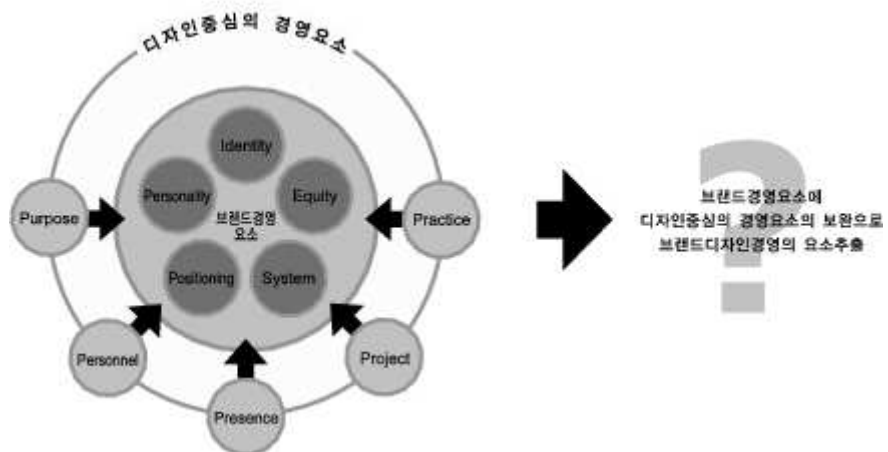 디자인중심의 경영요소
Identity
Personality
Equity
브랜드경영
요소
Positioning
System
Purpose
Practice
Personnel
Project
Presence
?
브랜드경영요소에
디자인중심의 경영요소의 보완으로
브랜드디자인경영의 요소추출